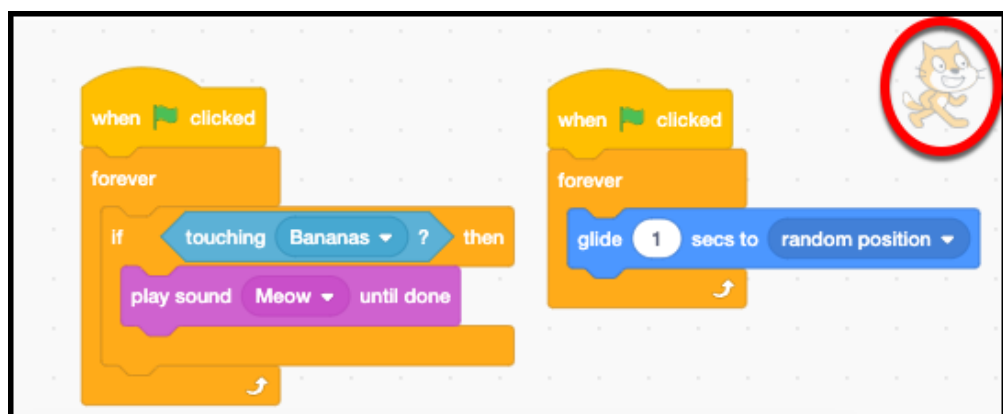 when clicked
forever
if touching Bananas ? then
play sound Meow until done
when clicked
forever
glide 1 secs to random position